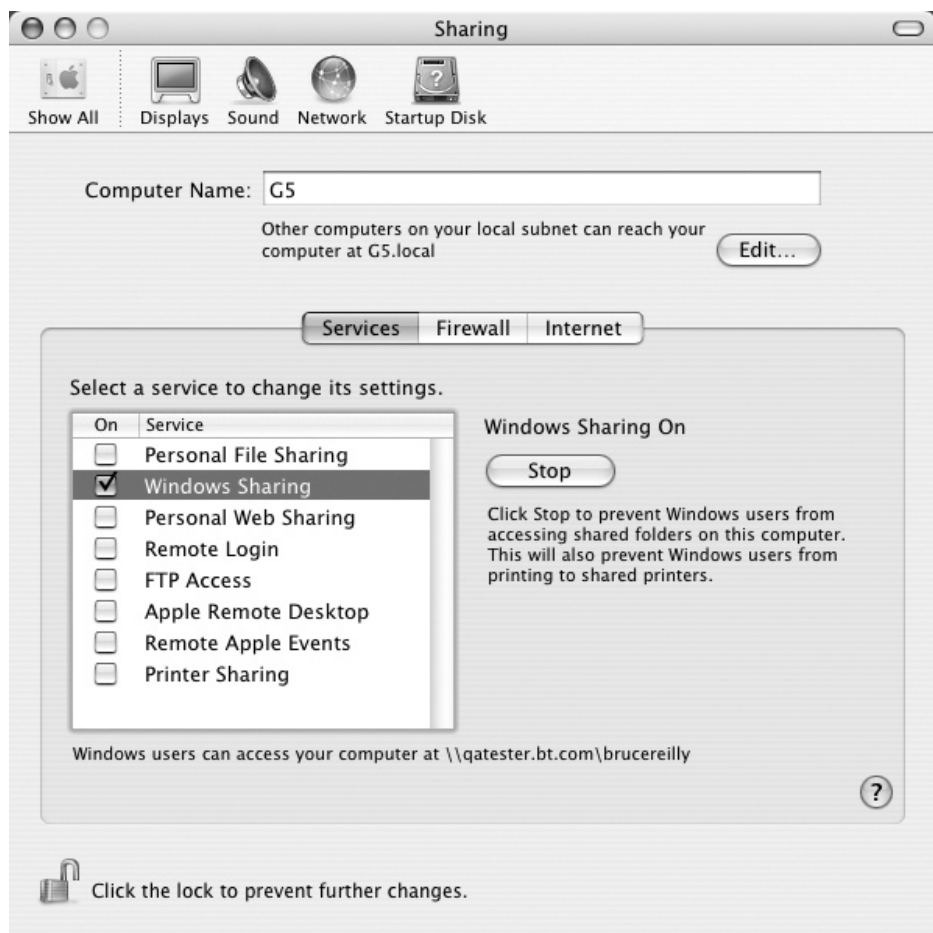 Sharing
Show All
Displays
Sound
Network
Startup Disk
Computer Name: G5
Other computers on your local subnet can reach your
computer at G5.local
Edit...
Services
Firewall
Internet
Select a service to change its settings.
On Service
Personal File Sharing
Windows Sharing
Personal Web Sharing
Remote Login
FTP Access
Apple Remote Desktop
Remote Apple Events
Printer Sharing
Windows Sharing On
Stop
Click Stop to prevent Windows users from
accessing shared folders on this computer.
This will also prevent Windows users from
printing to shared printers.
Windows users can access your computer at \\qatester.bt.com\brucereilly
?
Click the lock to prevent further changes.